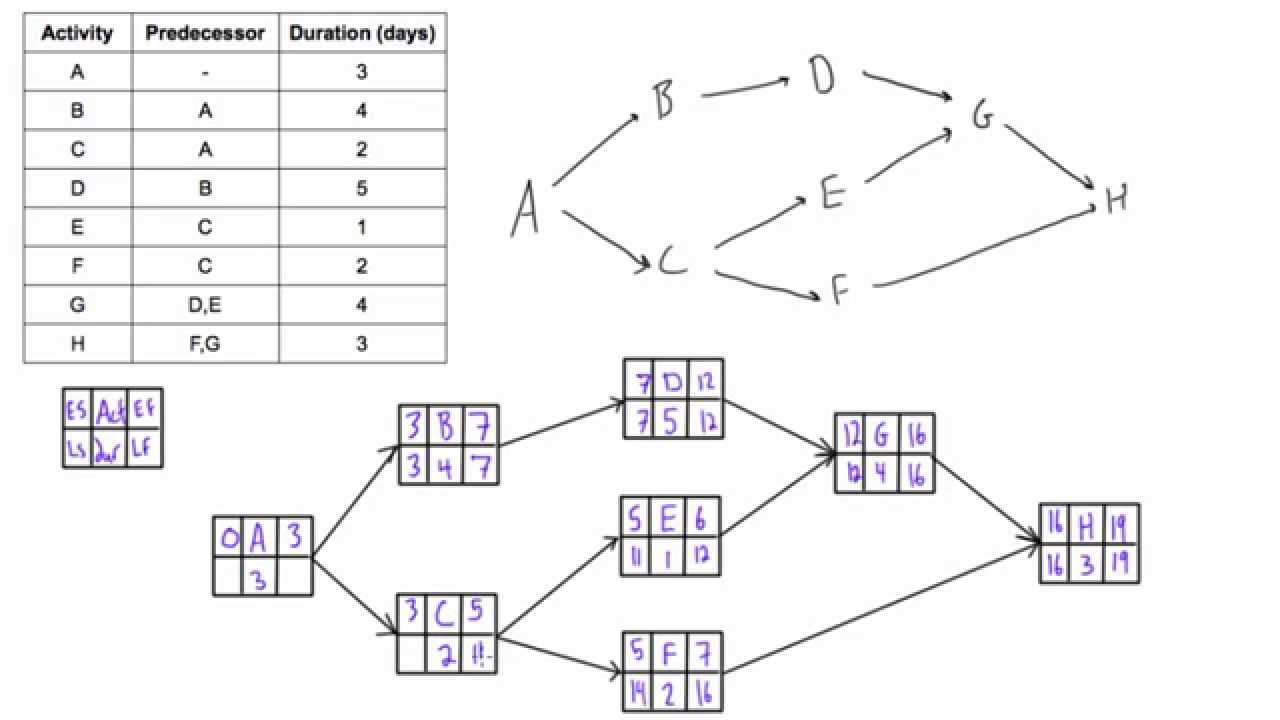 Activity Predecessor Duration (days)
A - 3
B A 4
C A 2
D B 5
E C 1
F C 2
G D,E 4
H F,G 3
B D G
A E H
C F
ES Act EF
LS Dur LF
0 A 3
3
3 B 7
3 4 7
3 C 5
2 11
7 D 12
7 5 12
5 E 6
11 1 12
5 F 7
14 2 16
12 G 16
12 4 16
16 H 19
16 3 19